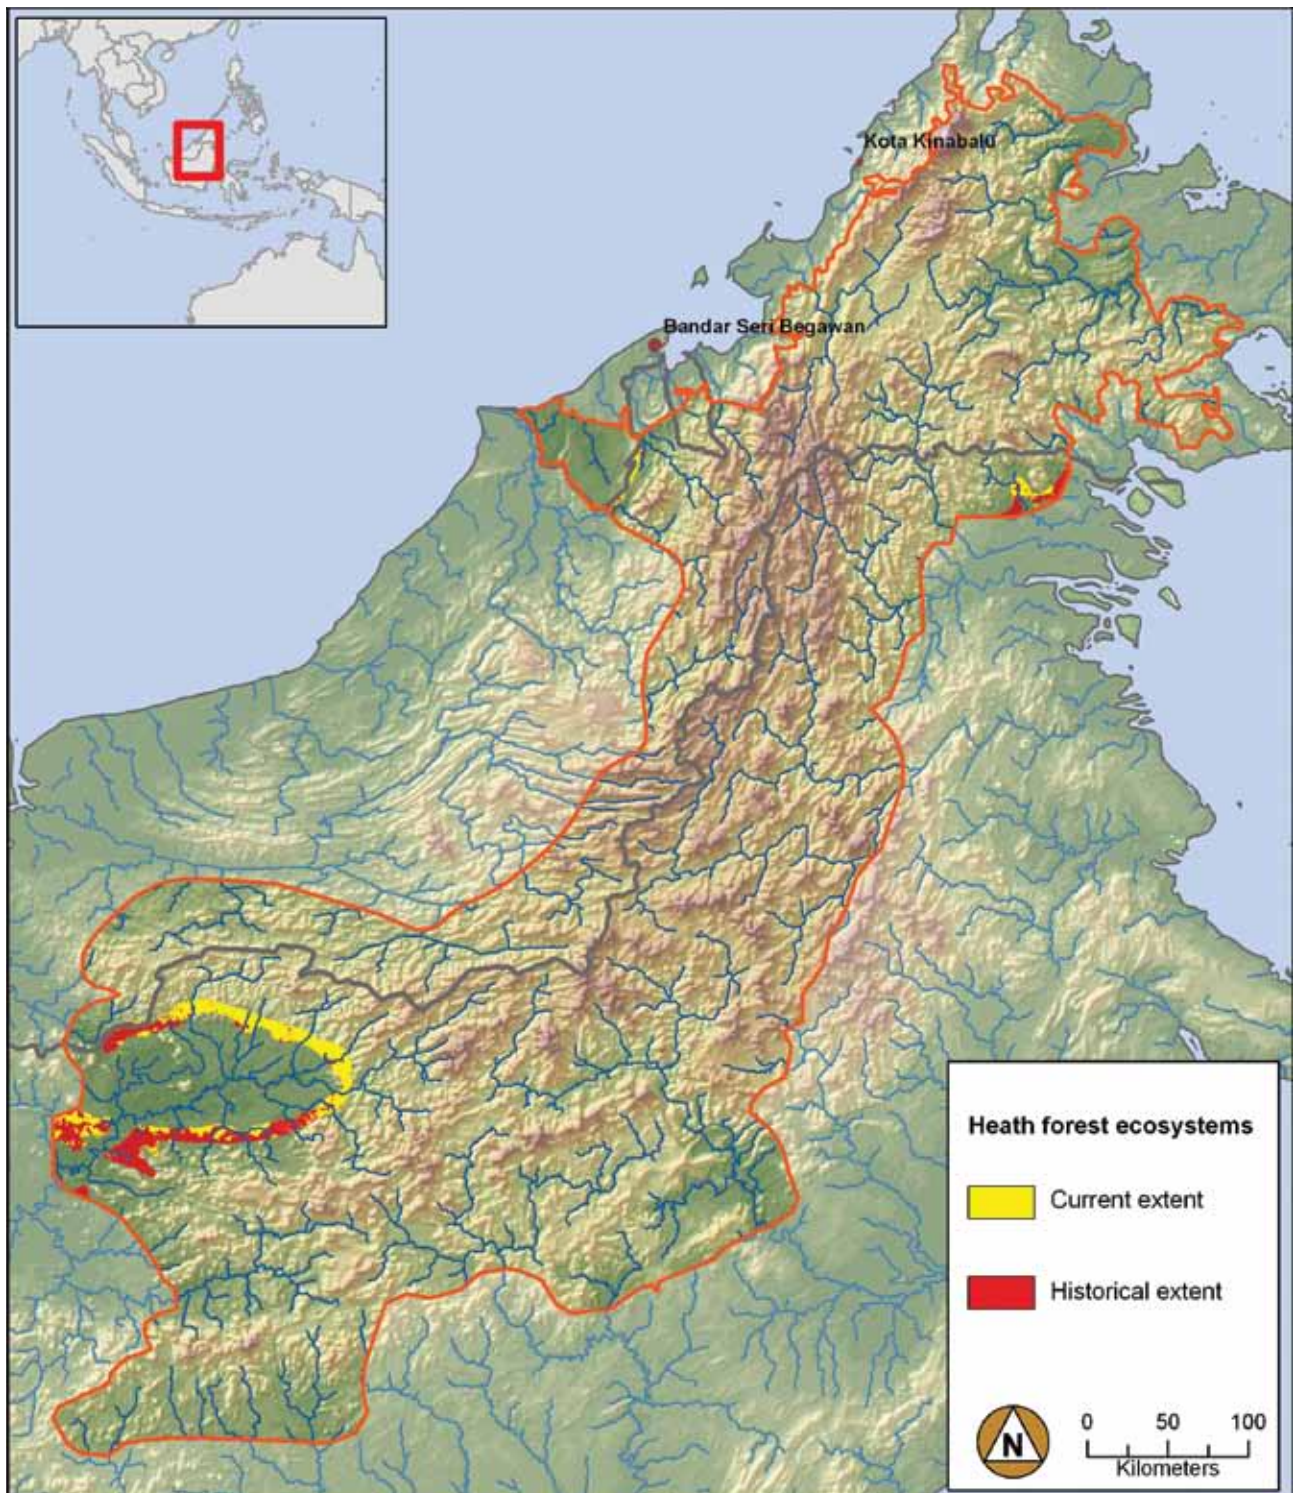 Kota Kinabalu
Bandar Seri Begawan
Heath forest ecosystems
Current extent
Historical extent
N
0 50 100
Kilometers